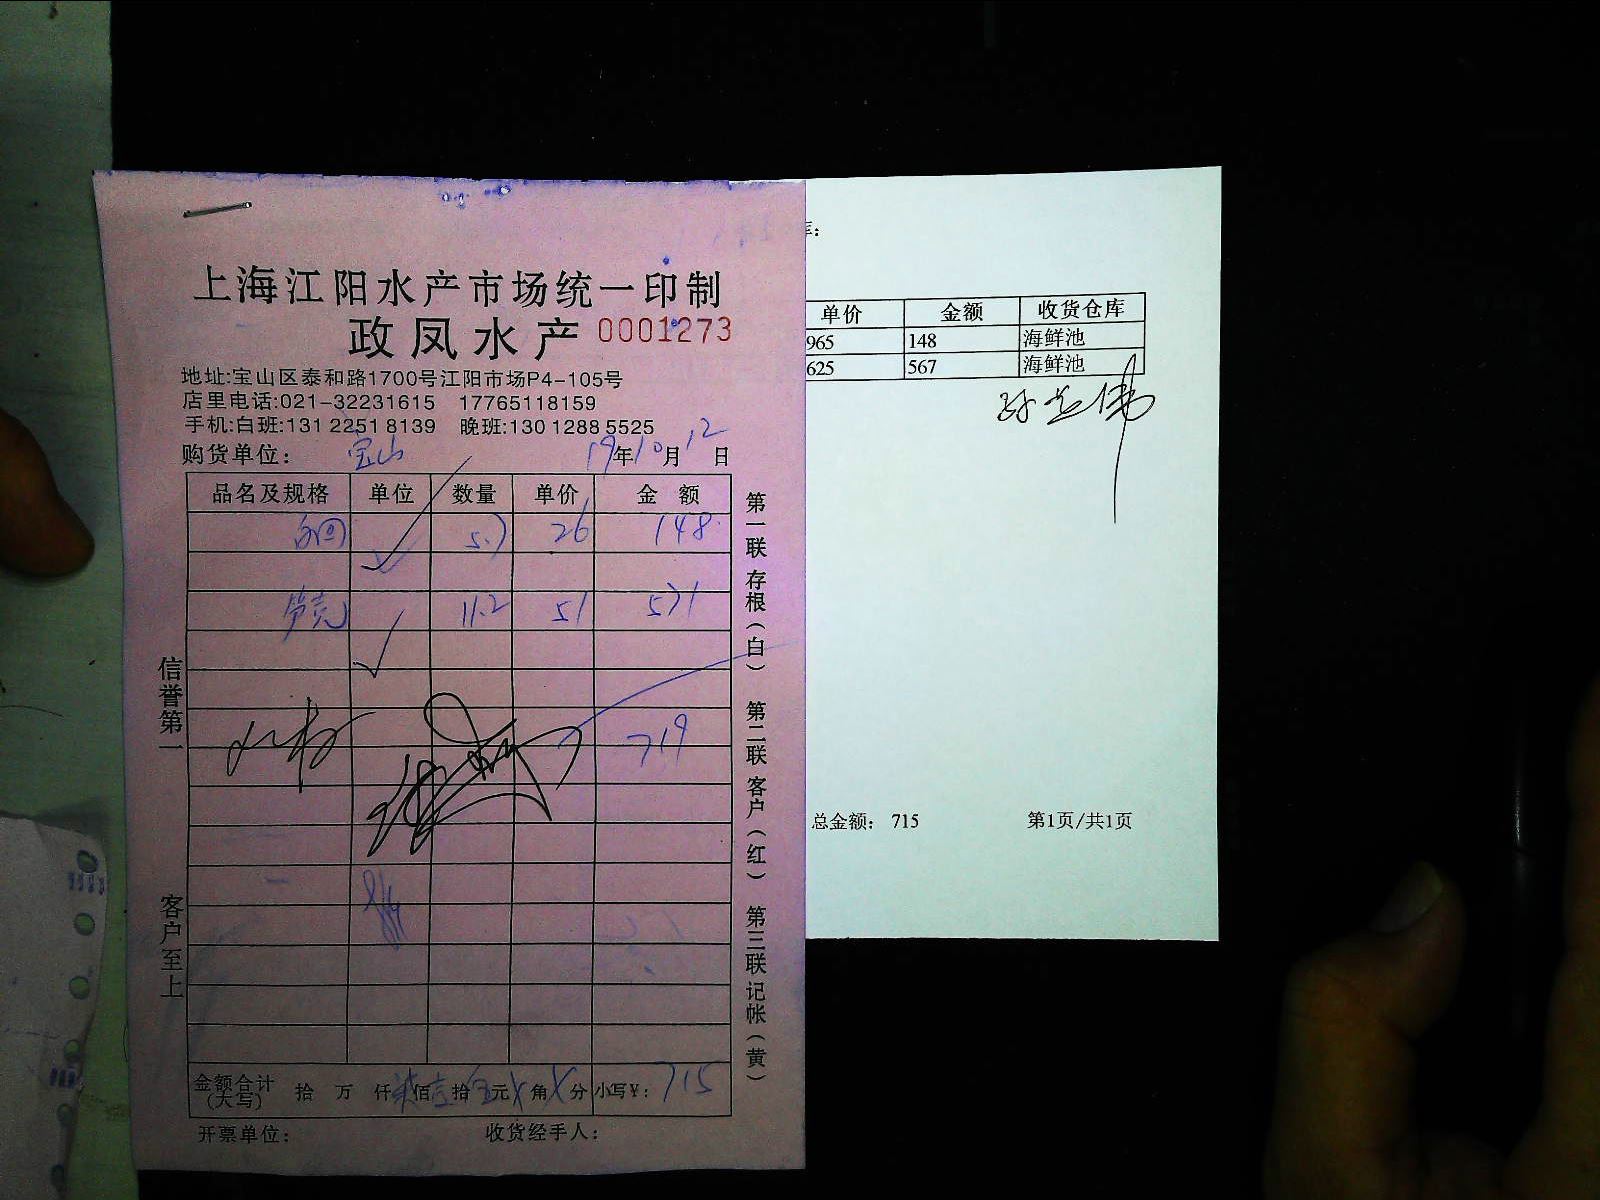 上海江阳水产市场统一印制
政凤水产 0001273
地址:宝山区泰和路1700号江阳市场P4-105号
店里电话:021-32231615 17765118159
手机:白班:131 2251 8139 晚班:130 1288 5525
购货单位: 宝山 19年10月12日
品名及规格 单位 数量 单价 金额
5.7 26 148
11.2 51 571
719
金额合计(大写) 拾 万 仟 柒佰 壹拾 伍元 角 分 小写¥: 715
开票单位: 收货经手人:
信誉第一 客户至上
第一联 存根(白) 第二联 客户(红) 第三联 记帐(黄)
库:
单价 金额 收货仓库
965 148 海鲜池
625 567 海鲜池
总金额: 715 第1页/共1页